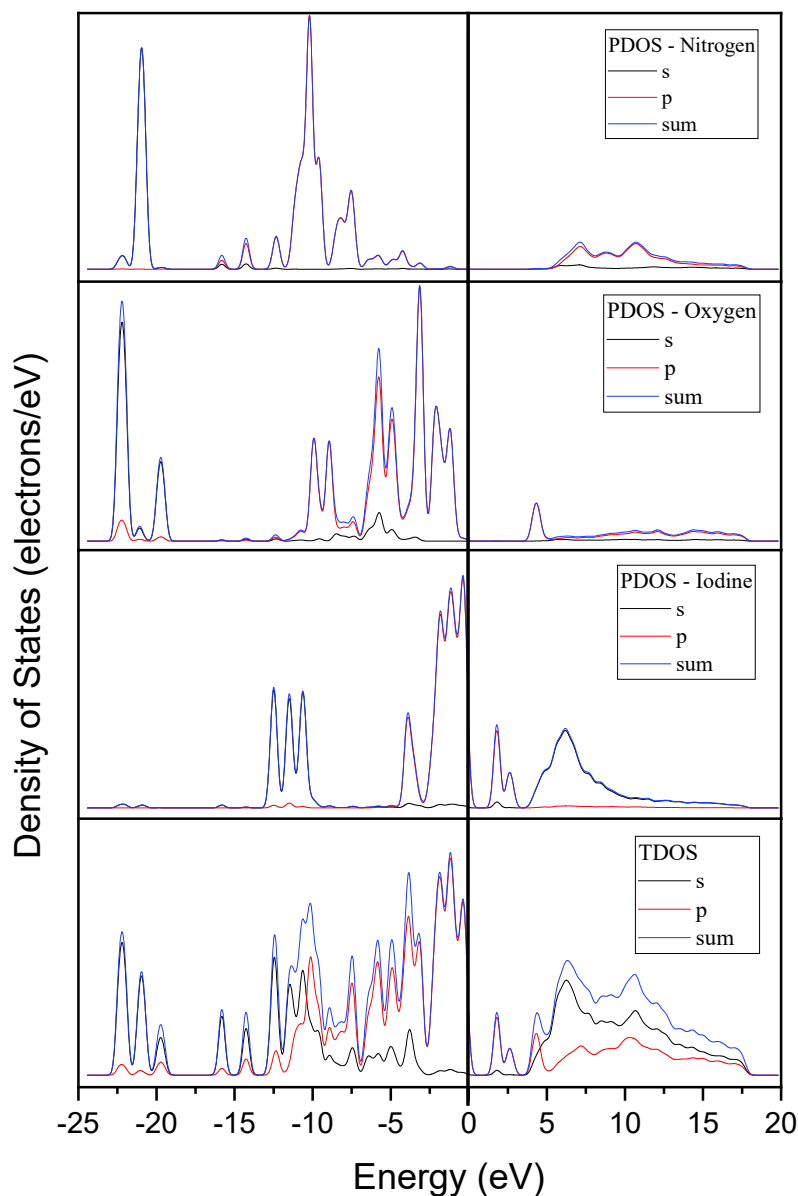 PDOS - Nitrogen
s
p
sum
PDOS - Oxygen
s
p
sum
PDOS - Iodine
s
p
sum
TDOS
s
p
sum
Density of States (electrons/eV)
-25 -20 -15 -10 -5 0 5 10 15 20
Energy (eV)